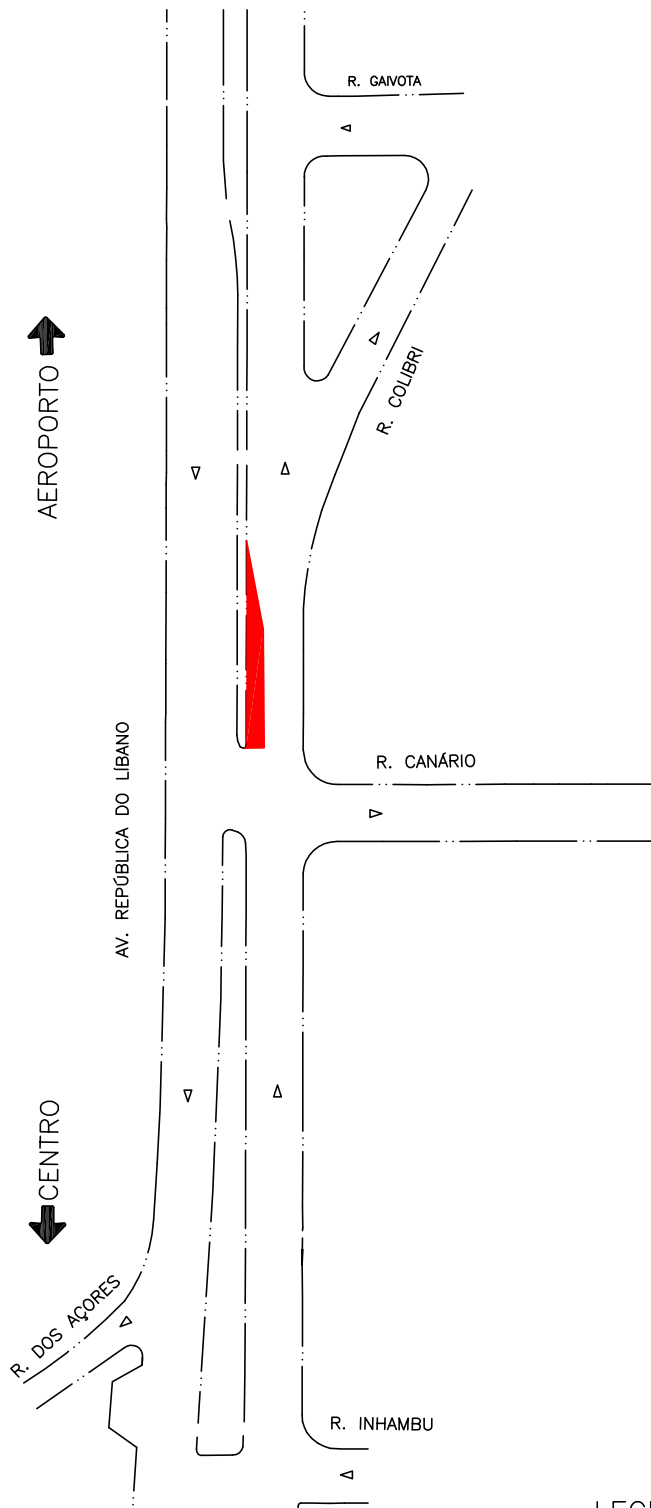 R. GAIVOTA
AEROPORTO
R. COLIBRI
AV. REPÚBLICA DO LÍBANO
R. CANÁRIO
CENTRO
R. DOS AÇORES
R. INHAMBU